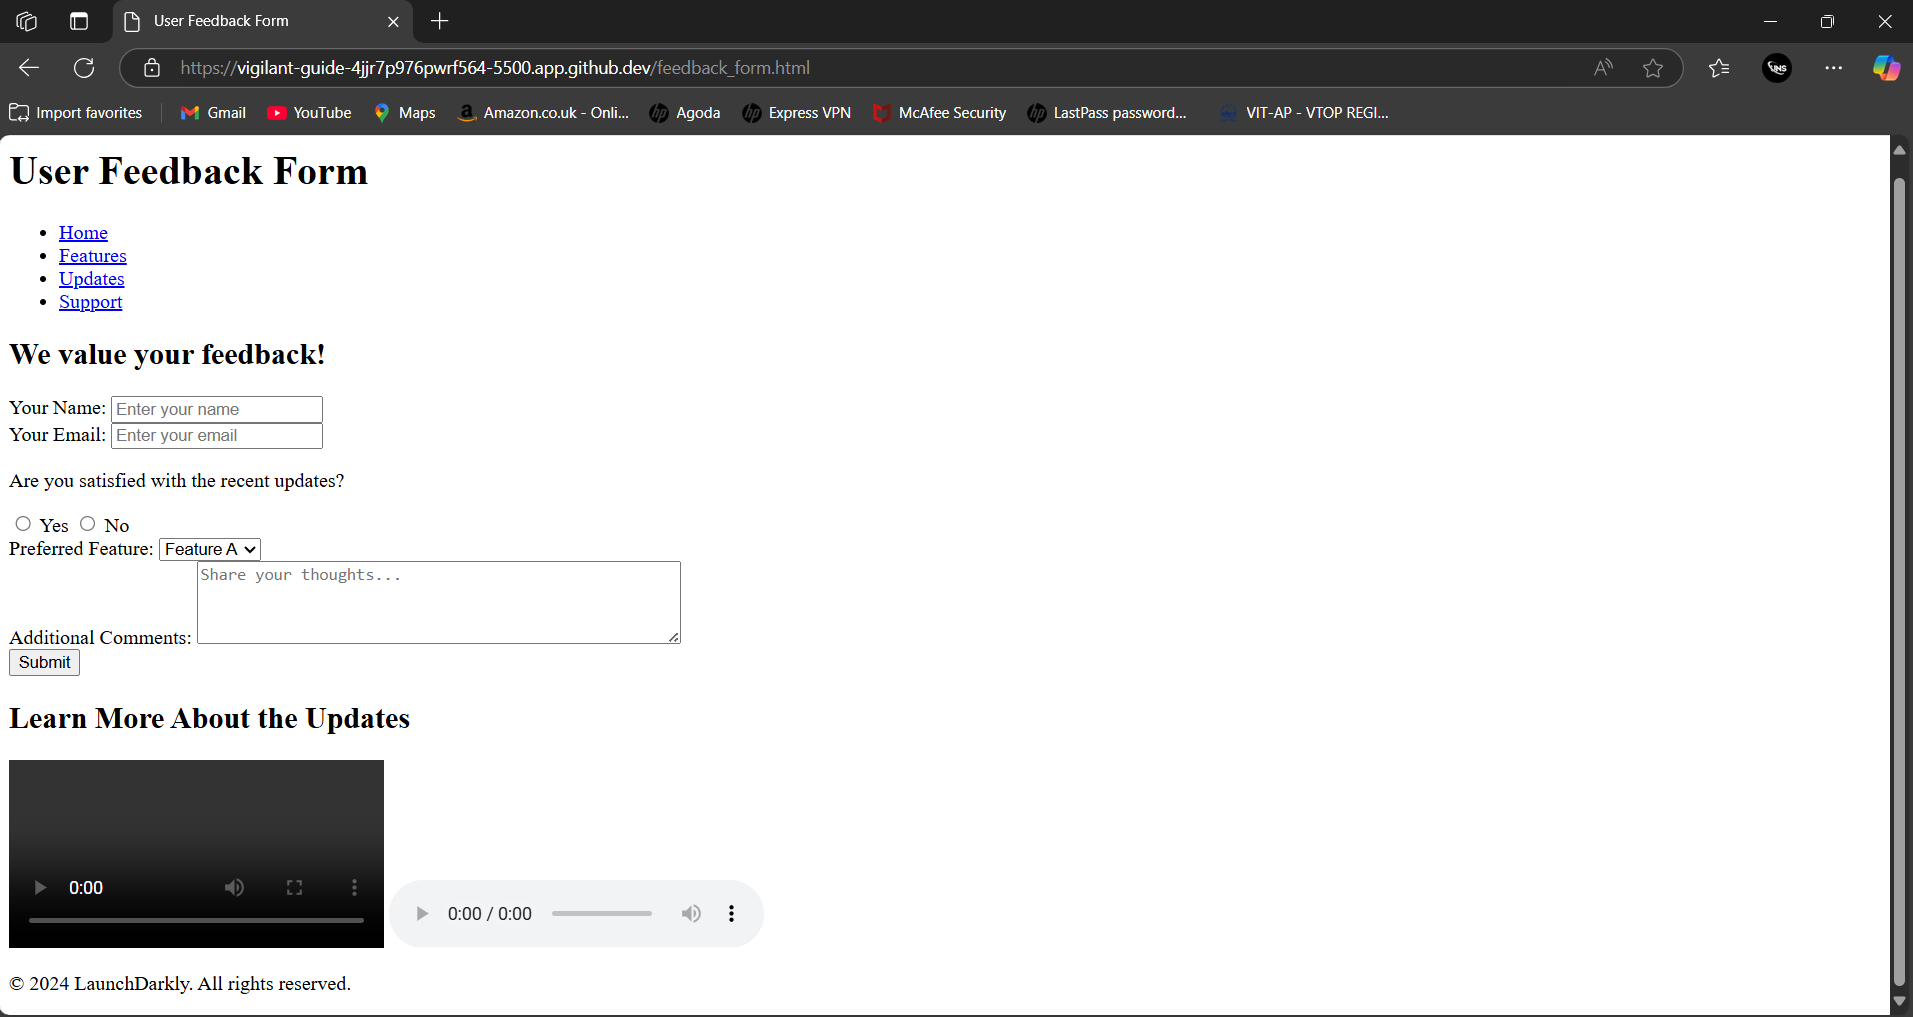 User Feedback Form
https://vigilant-guide-4jjr7p976pwrf564-5500.app.github.dev/feedback_form.html
Import favorites Gmail YouTube Maps Amazon.co.uk - Onli... Agoda Express VPN McAfee Security LastPass password... VIT-AP - VTOP REGI...
User Feedback Form
Home
Features
Updates
Support
We value your feedback!
Your Name: Enter your name
Your Email: Enter your email
Are you satisfied with the recent updates?
Yes No
Preferred Feature: Feature A
Share your thoughts...
Additional Comments:
Submit
Learn More About the Updates
0:00
0:00 / 0:00
© 2024 LaunchDarkly. All rights reserved.